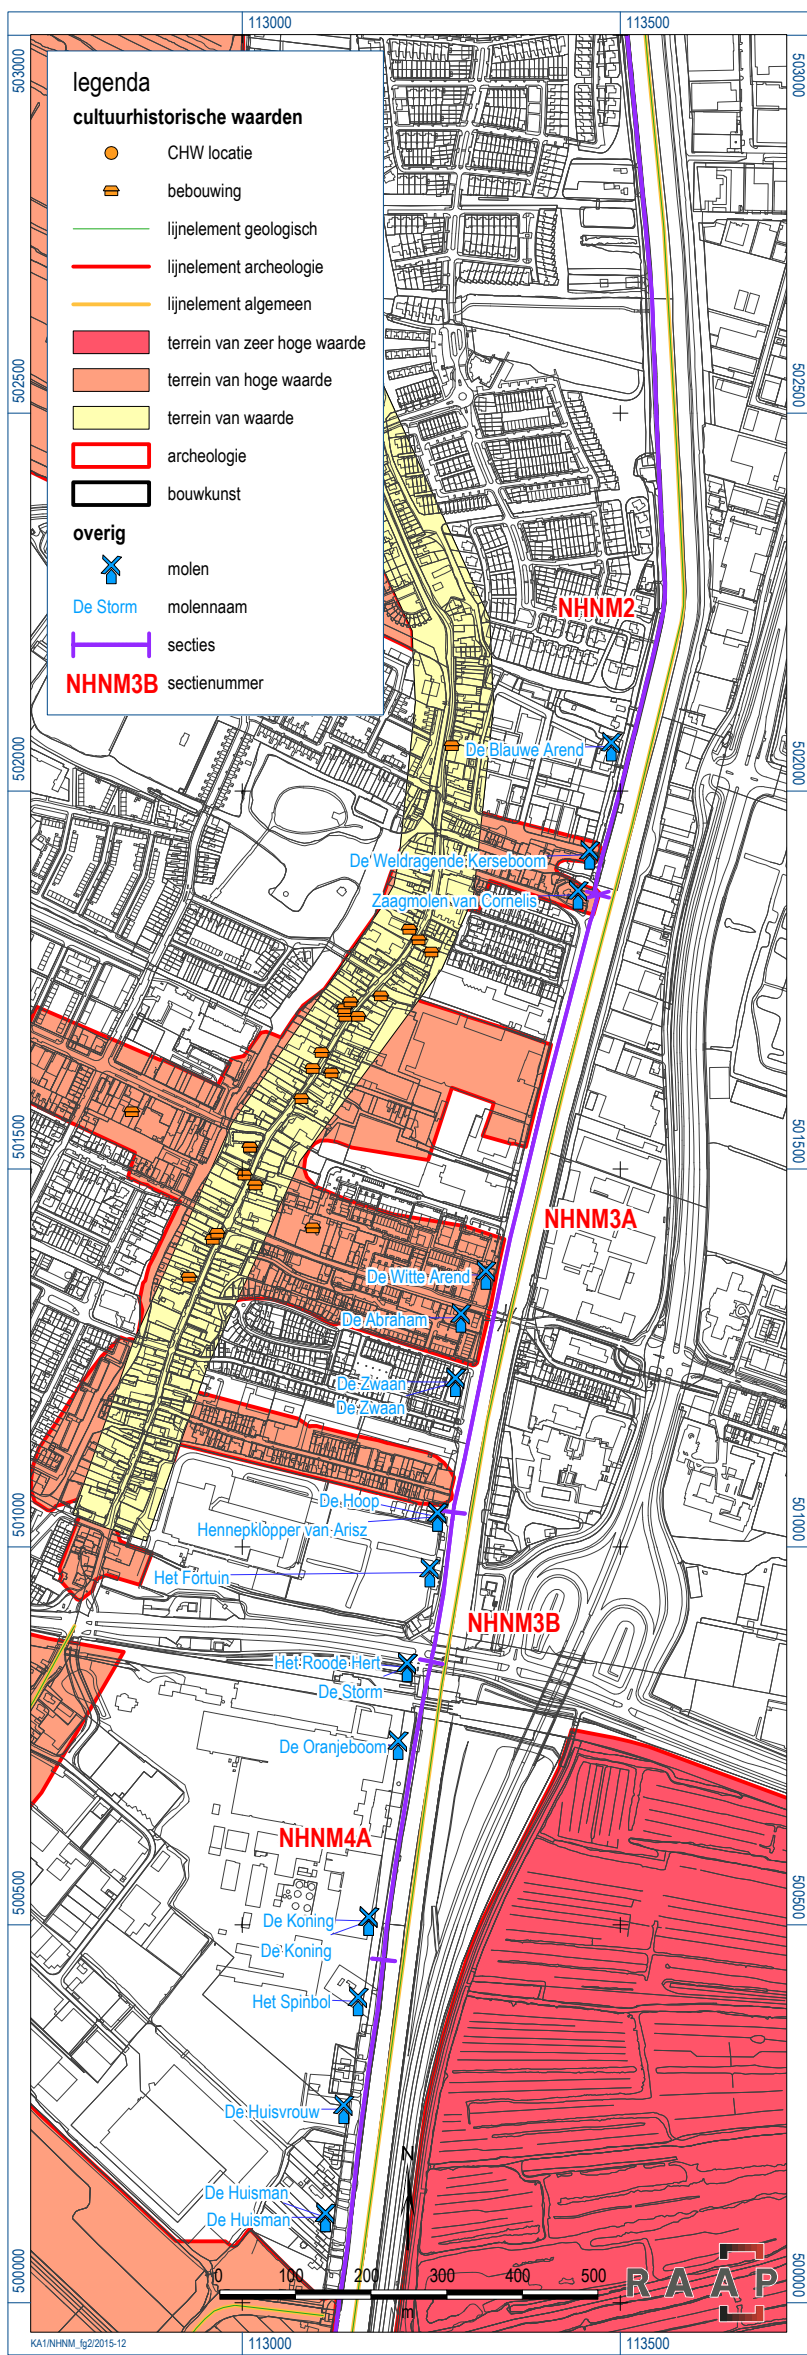 113000
113500
503000
503000
legenda
cultuurhistorische waarden
CHW locatie
bebouwing
lijnelement geologisch
lijnelement archeologie
lijnelement algemeen
terrein van zeer hoge waarde
terrein van hoge waarde
terrein van waarde
archeologie
bouwkunst
overig
molen
De Storm molennaam
secties
NHNM3B sectienummer
502500
502500
NHNM2
De Blauwe Arend
502000
502000
De Weldragende Kerseboom
Zaagmolen van Cornelis
501500
501500
NHNM3A
De Witte Arend
De Abraham
De Zwaan
De Zwaan
De Hoop
Hennepklopper van Arisz
501000
501000
Het Fortuin
NHNM3B
Het Roode Hert
De Storm
De Oranjeboom
NHNM4A
500500
500500
De Koning
De Koning
Het Spinbol
De Huisvrouw
N
De Huisman
De Huisman
500000
500000
0 100 200 300 400 500
m
RAAP
KA1/NHNM_fg2/2015-12
113000
113500